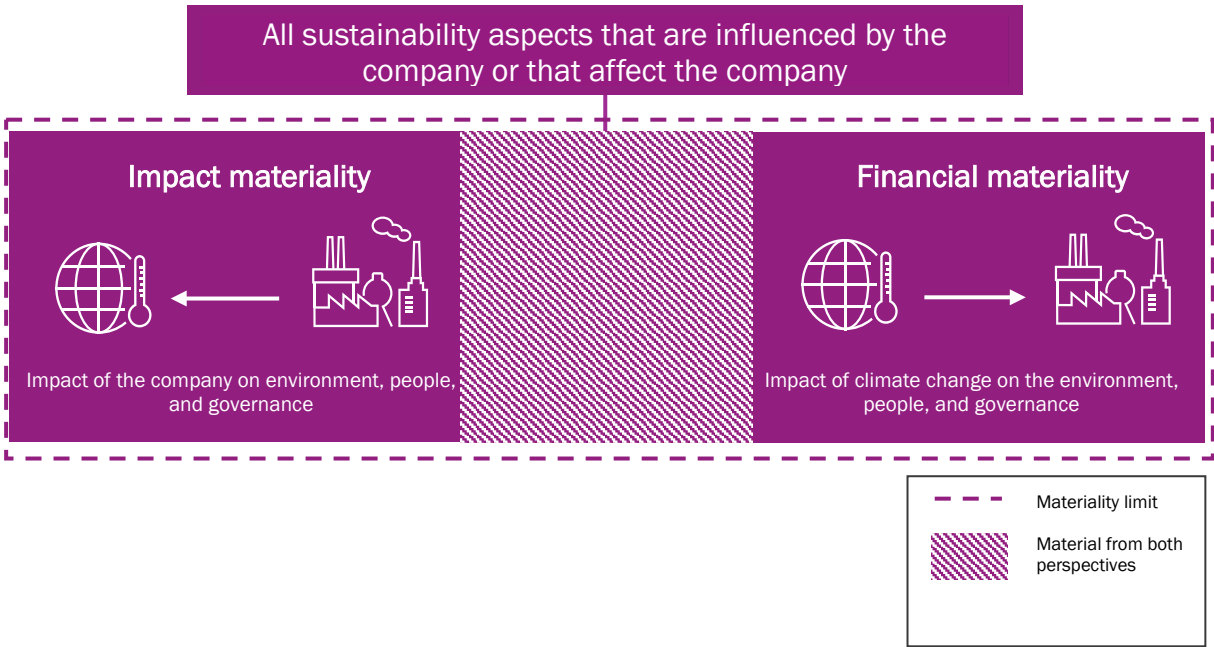 All sustainability aspects that are influenced by the
company or that affect the company
Impact materiality
Impact of the company on environment, people,
and governance
Financial materiality
Impact of climate change on the environment,
people, and governance
Materiality limit
Material from both
perspectives